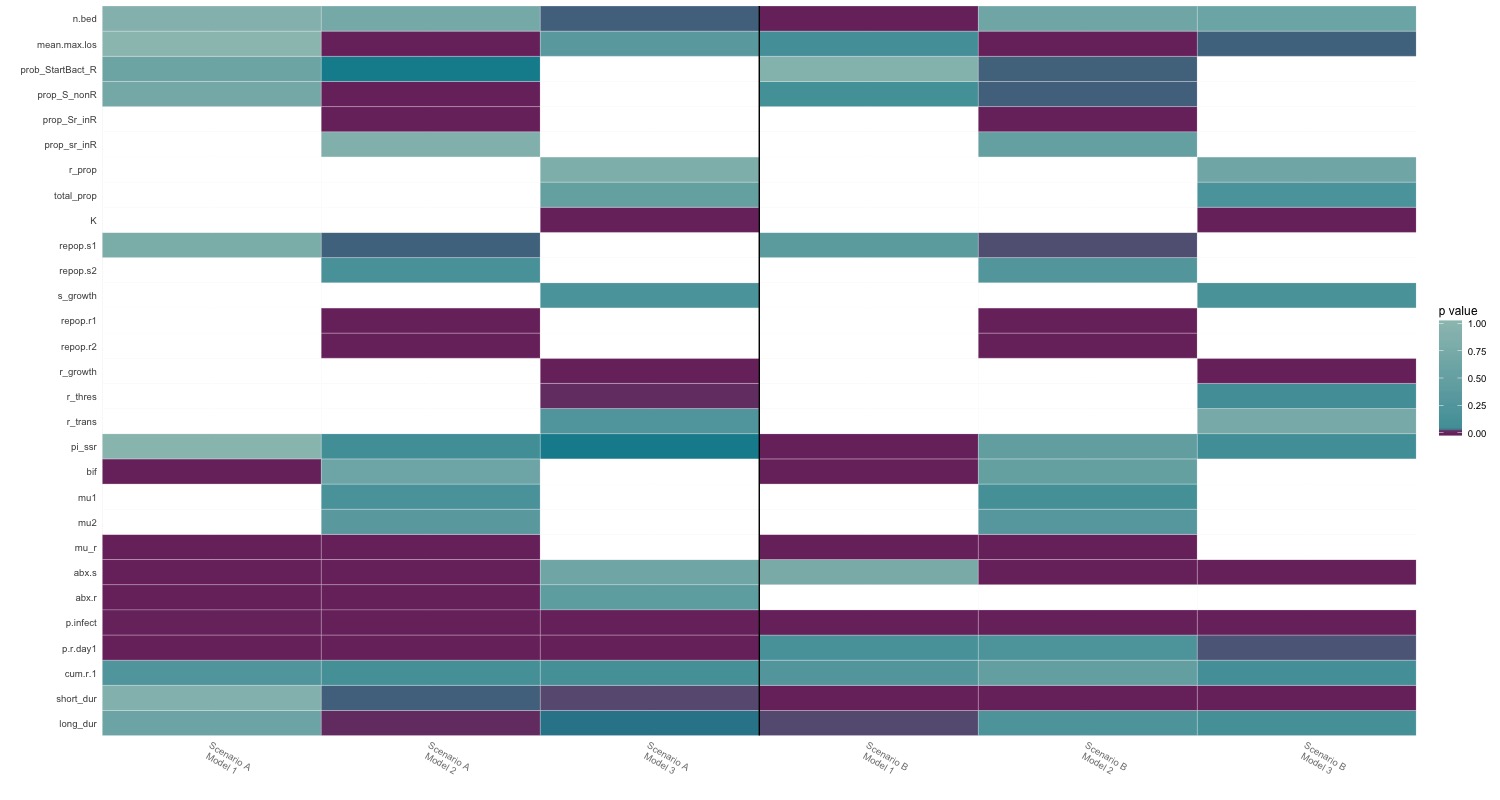 n.bed
mean.max.los
prob_StartBact_R
prop_S_nonR
prop_Sr_inR
prop_sr_inR
r_prop
total_prop
K
repop.s1
repop.s2
s_growth
repop.r1
repop.r2
r_growth
r_thres
r_trans
pi_ssr
bif
mu1
mu2
mu_r
abx.s
abx.r
p.infect
p.r.day1
cum.r.1
short_dur
long_dur
Scenario A
Model 1
Scenario A
Model 2
Scenario A
Model 3
Scenario B
Model 1
Scenario B
Model 2
Scenario B
Model 3
p value
1.00
0.75
0.50
0.25
0.00